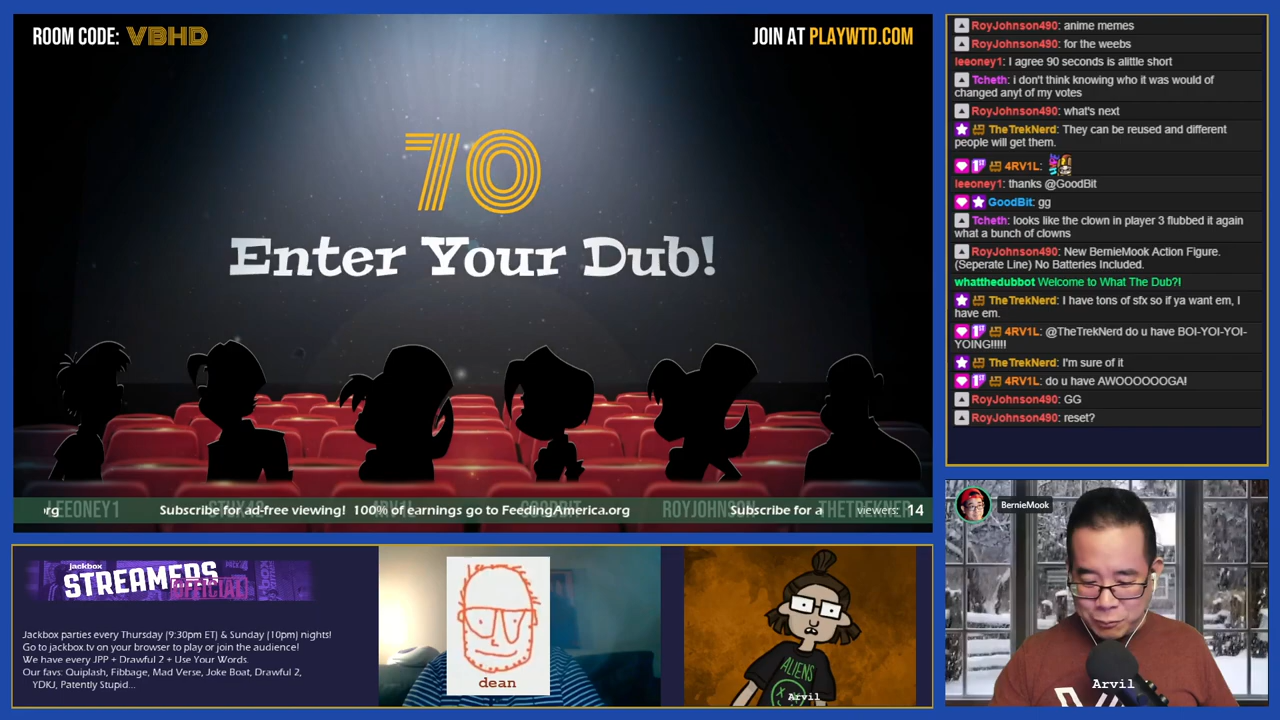 ROOM CODE: VBHD
JOIN AT PLAYWTD.COM
70
Enter Your Dub!
LEEONEY1
4RV1L
GOODBIT
ROYJOHNSON
THETREKNER
rg
Subscribe for ad-free viewing! 100% of earnings go to FeedingAmerica.org
Subscribe for a
viewers: 14
RoyJohnson490: anime memes
RoyJohnson490: for the weebs
leeoney1: I agree 90 seconds is alittle short
Tcheth: i don't think knowing who it was would of
changed anyt of my votes
RoyJohnson490: what's next
TheTrekNerd: They can be reused and different
people will get them.
4RV1L:
leeoney1: thanks @GoodBit
GoodBit: gg
Tcheth: looks like the clown in player 3 flubbed it again
what a bunch of clowns
RoyJohnson490: New BernieMook Action Figure.
(Seperate Line) No Batteries Included.
whatthedubbot Welcome to What The Dub?!
TheTrekNerd: I have tons of sfx so if ya want em, I
have em.
4RV1L: @TheTrekNerd do u have BOI-YOI-YOI-
YOING!!!!!
TheTrekNerd: I'm sure of it
4RV1L: do u have AWOOOOOOGA!
RoyJohnson490: GG
RoyJohnson490: reset?
jackbox
STREAMERS
OFFICIAL
Jackbox parties every Thursday (9:30pm ET) & Sunday (10pm) nights!
Go to jackbox.tv on your browser to play or join the audience!
We have every JPP + Drawful 2 + Use Your Words.
Our favs: Quiplash, Fibbage, Mad Verse, Joke Boat, Drawful 2,
YDKJ, Patently Stupid...
dean
ALIENS
Arvil
BernieMook
Arvil